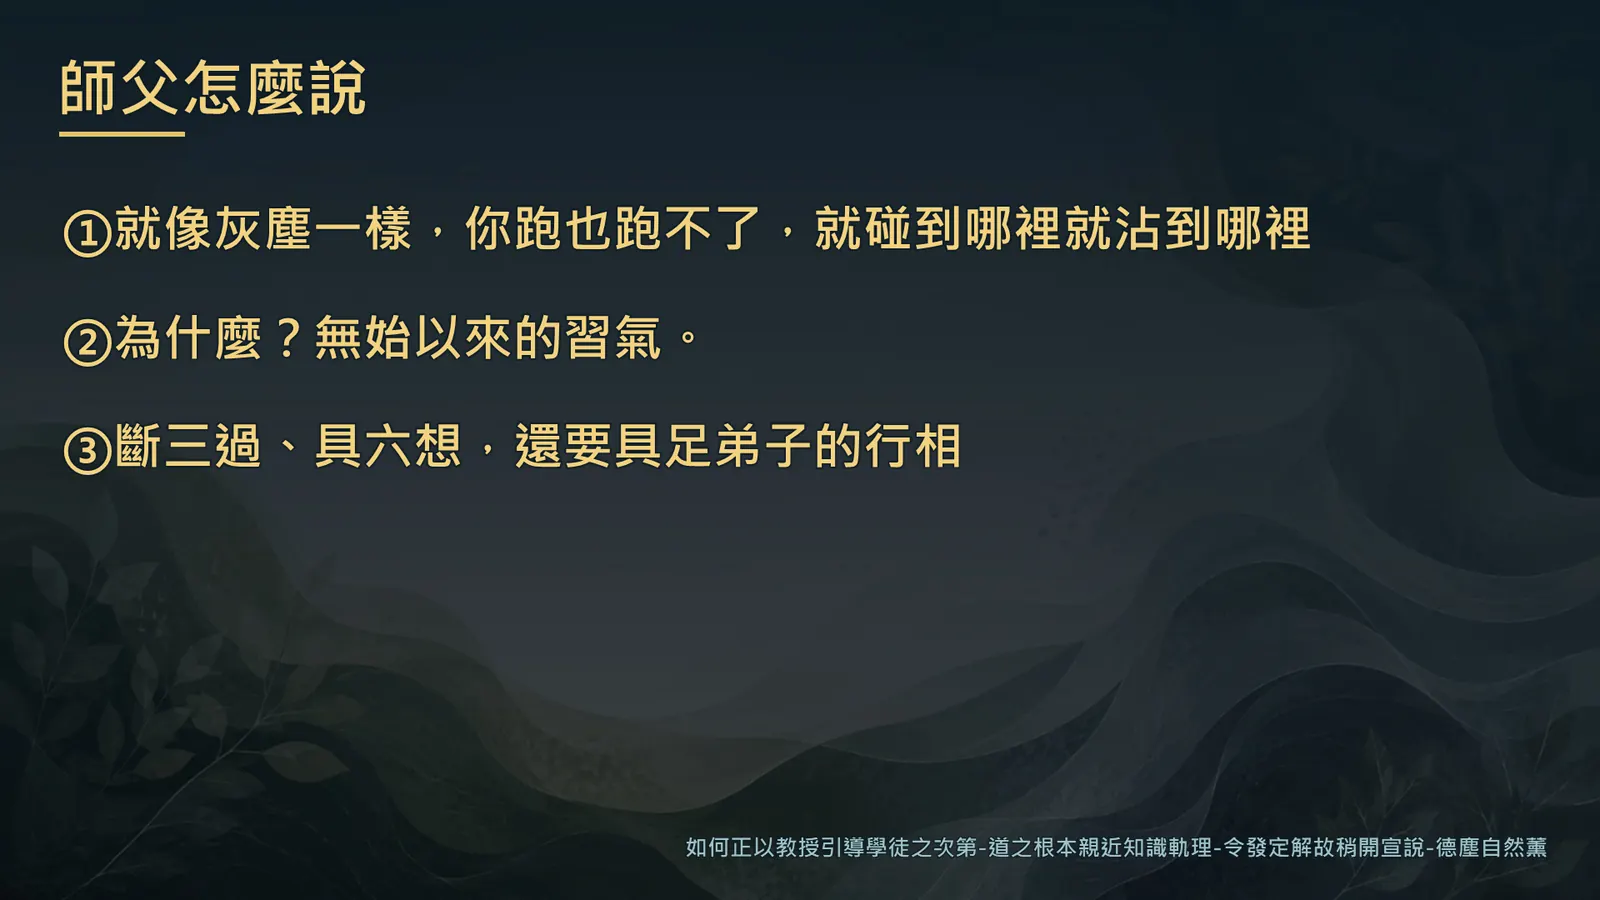 師父怎麼說
①就像灰塵一樣，你跑也跑不了，就碰到哪裡就沾到哪裡
②為什麼？無始以來的習氣。
③斷三過、具六想，還要具足弟子的行相
如何正以教授引導學徒之次第-道之根本親近知識軌理-令發定解故稍開宣說-德塵自然薰